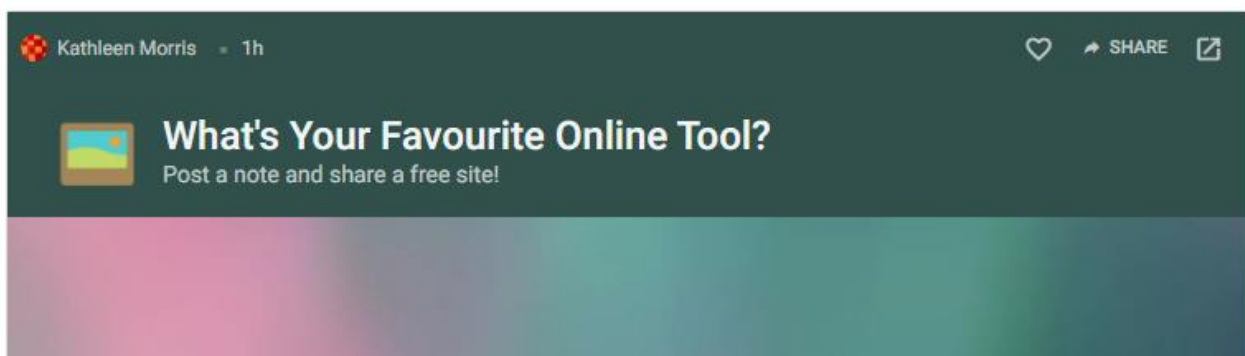 Kathleen Morris 1h
SHARE
What's Your Favourite Online Tool?
Post a note and share a free site!